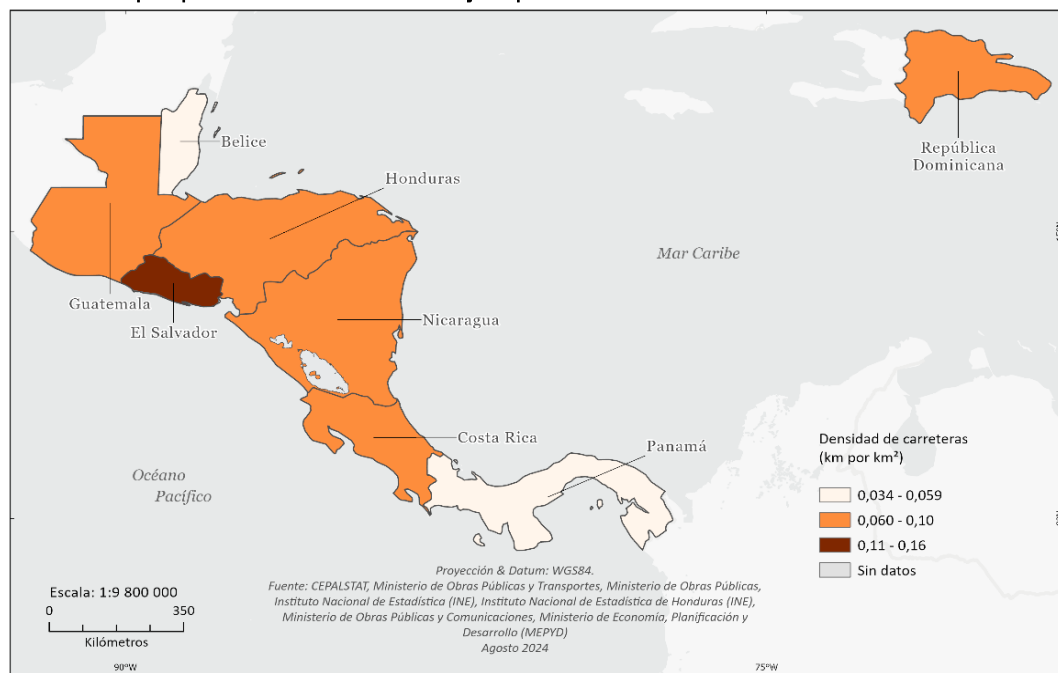 Belice
Honduras
República
Dominicana
Mar Caribe
Guatemala
El Salvador
Nicaragua
Costa Rica
Panamá
Océano
Pacífico
Densidad de carreteras
(km por km²)
0,034 - 0,059
0,060 - 0,10
0,11 - 0,16
Sin datos
Escala: 1:9 800 000
0 350
Kilómetros
Proyección & Datum: WGS84.
Fuente: CEPALSTAT, Ministerio de Obras Públicas y Transportes, Ministerio de Obras Públicas,
Instituto Nacional de Estadística (INE), Instituto Nacional de Estadística de Honduras (INE),
Ministerio de Obras Públicas y Comunicaciones, Ministerio de Economía, Planificación y
Desarrollo (MEPYD)
Agosto 2024
90°W
75°W